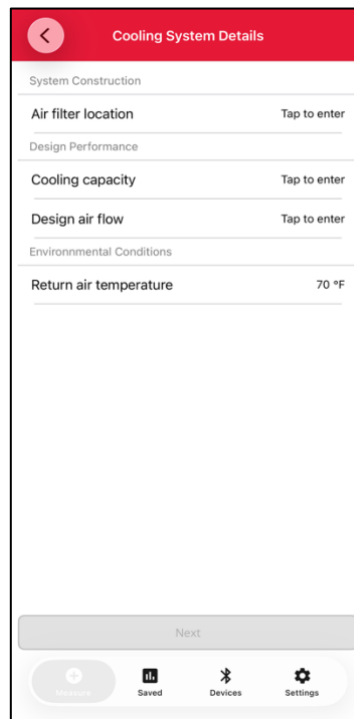 Cooling System Details
System Construction
Air filter location Tap to enter
Design Performance
Cooling capacity Tap to enter
Design air flow Tap to enter
Environnmental Conditions
Return air temperature 70 °F
Next
Measure Saved Devices Settings